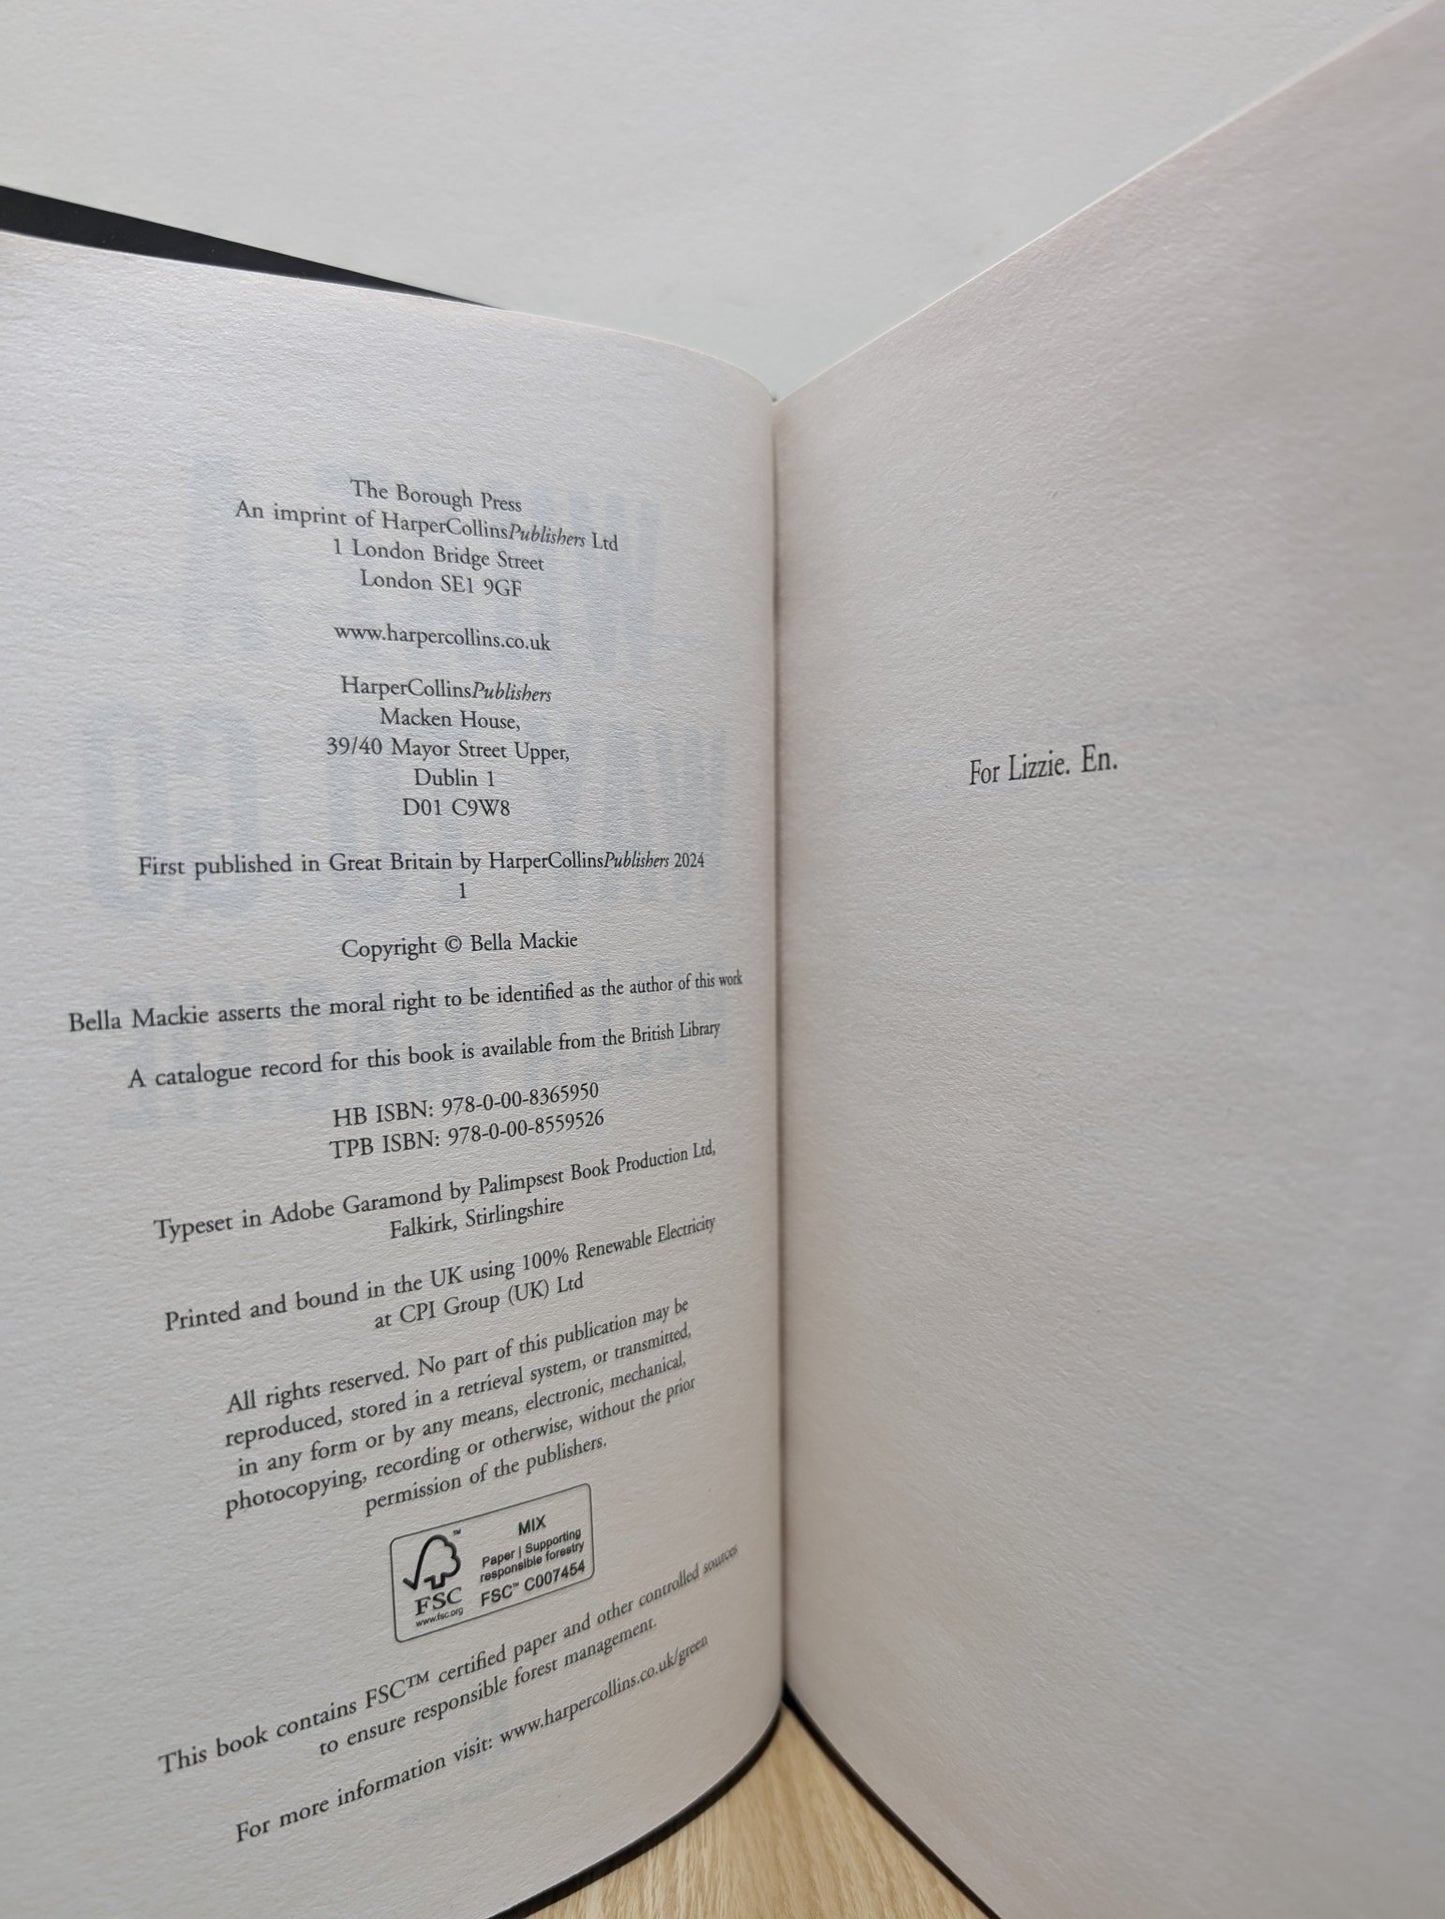 The Borough Press
An imprint of HarperCollinsPublishers Ltd
1 London Bridge Street
London SE1 9GF
www.harpercollins.co.uk
HarperCollinsPublishers
Macken House,
39/40 Mayor Street Upper,
Dublin 1
D01 C9W8
First published in Great Britain by HarperCollinsPublishers 2024
1
Copyright © Bella Mackie
Bella Mackie asserts the moral right to be identified as the author of this work
A catalogue record for this book is available from the British Library
HB ISBN: 978-0-00-8365950
TPB ISBN: 978-0-00-8559526
Typeset in Adobe Garamond by Palimpsest Book Production Ltd,
Falkirk, Stirlingshire
Printed and bound in the UK using 100% Renewable Electricity
at CPI Group (UK) Ltd
All rights reserved. No part of this publication may be
reproduced, stored in a retrieval system, or transmitted,
in any form or by any means, electronic, mechanical,
photocopying, recording or otherwise, without the prior
permission of the publishers.
FSC™
www.fsc.org
MIX
Paper | Supporting
responsible forestry
FSC™ C007454
This book contains FSC™ certified paper and other controlled sources
to ensure responsible forest management.
For more information visit: www.harpercollins.co.uk/green
For Lizzie. En.